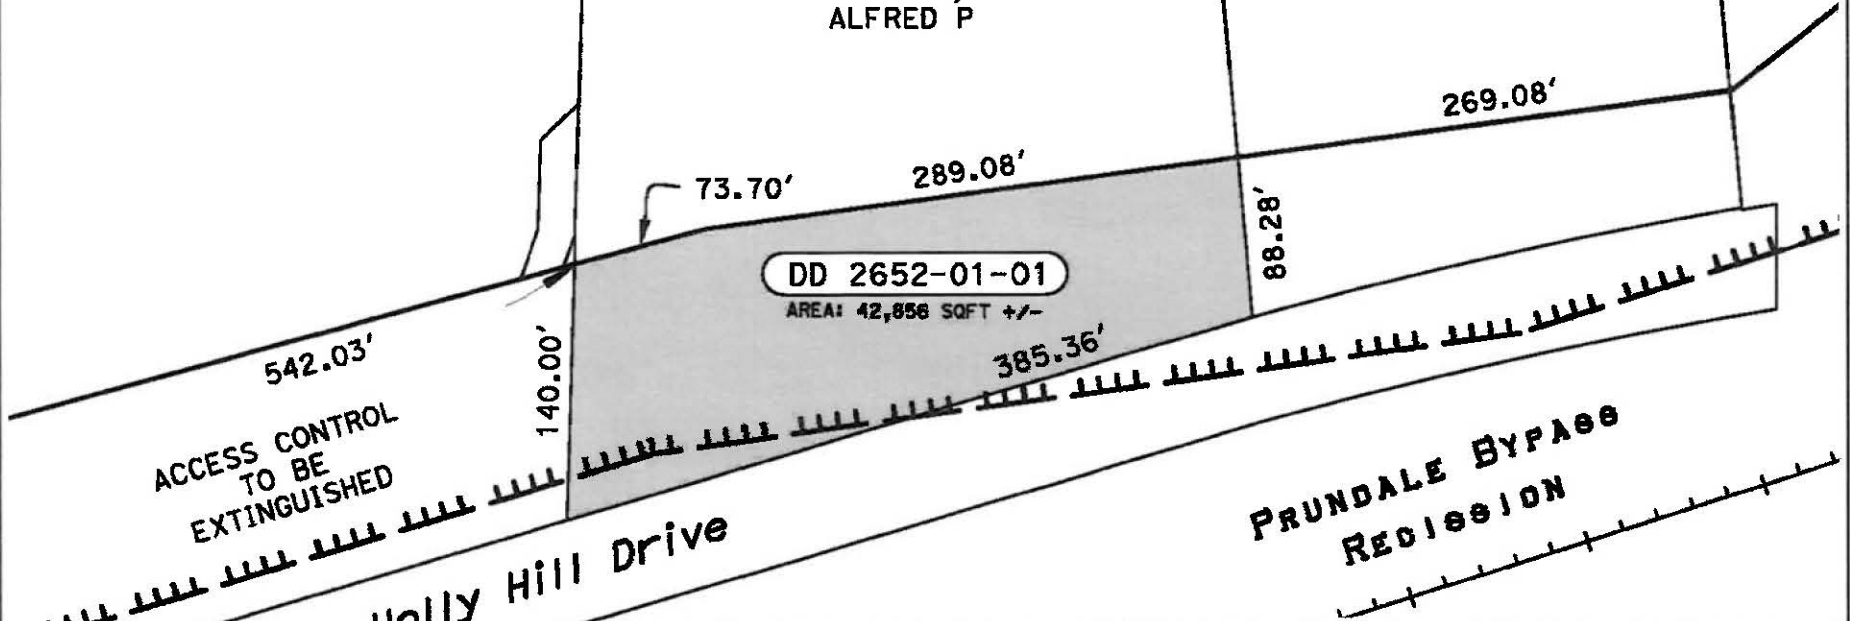 ALFRED P
269.08'
289.08'
73.70'
88.28'
DD 2652-01-01
AREA: 42,856 SQFT +/-
385.36'
542.03'
140.00'
ACCESS CONTROL
TO BE
EXTINGUISHED
Holly Hill Drive
PRUNDALE BYPASS
RECISSION